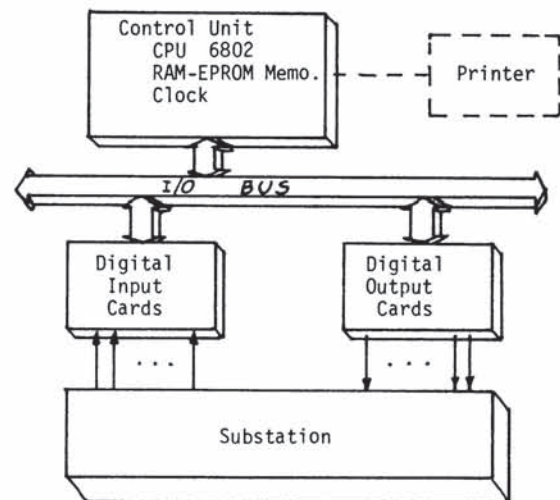 Control Unit
CPU 6802
RAM-EPROM Memo.
Clock
Printer
I/O BUS
Digital
Input
Cards
Digital
Output
Cards
. . .
. . .
Substation